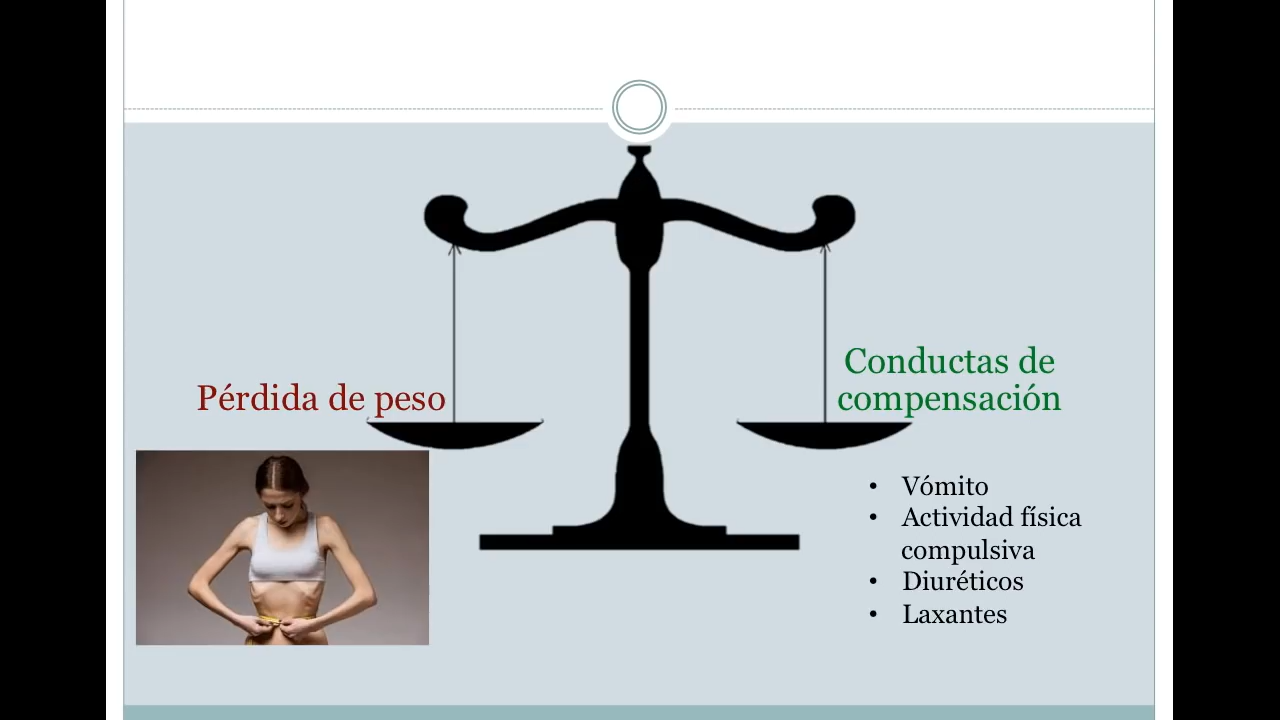 Pérdida de peso
Conductas de
compensación
• Vómito
• Actividad física
compulsiva
• Diuréticos
• Laxantes